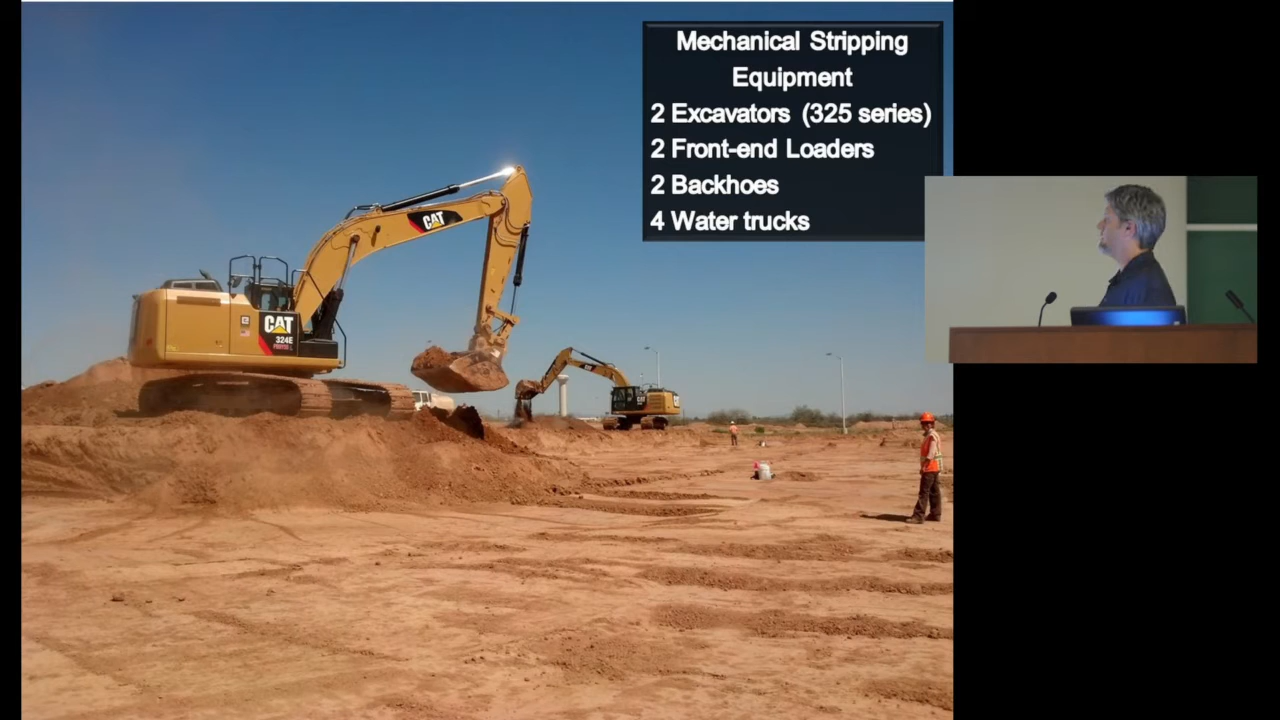 Mechanical Stripping
Equipment
2 Excavators (325 series)
2 Front-end Loaders
2 Backhoes
4 Water trucks
CAT
CAT
324E